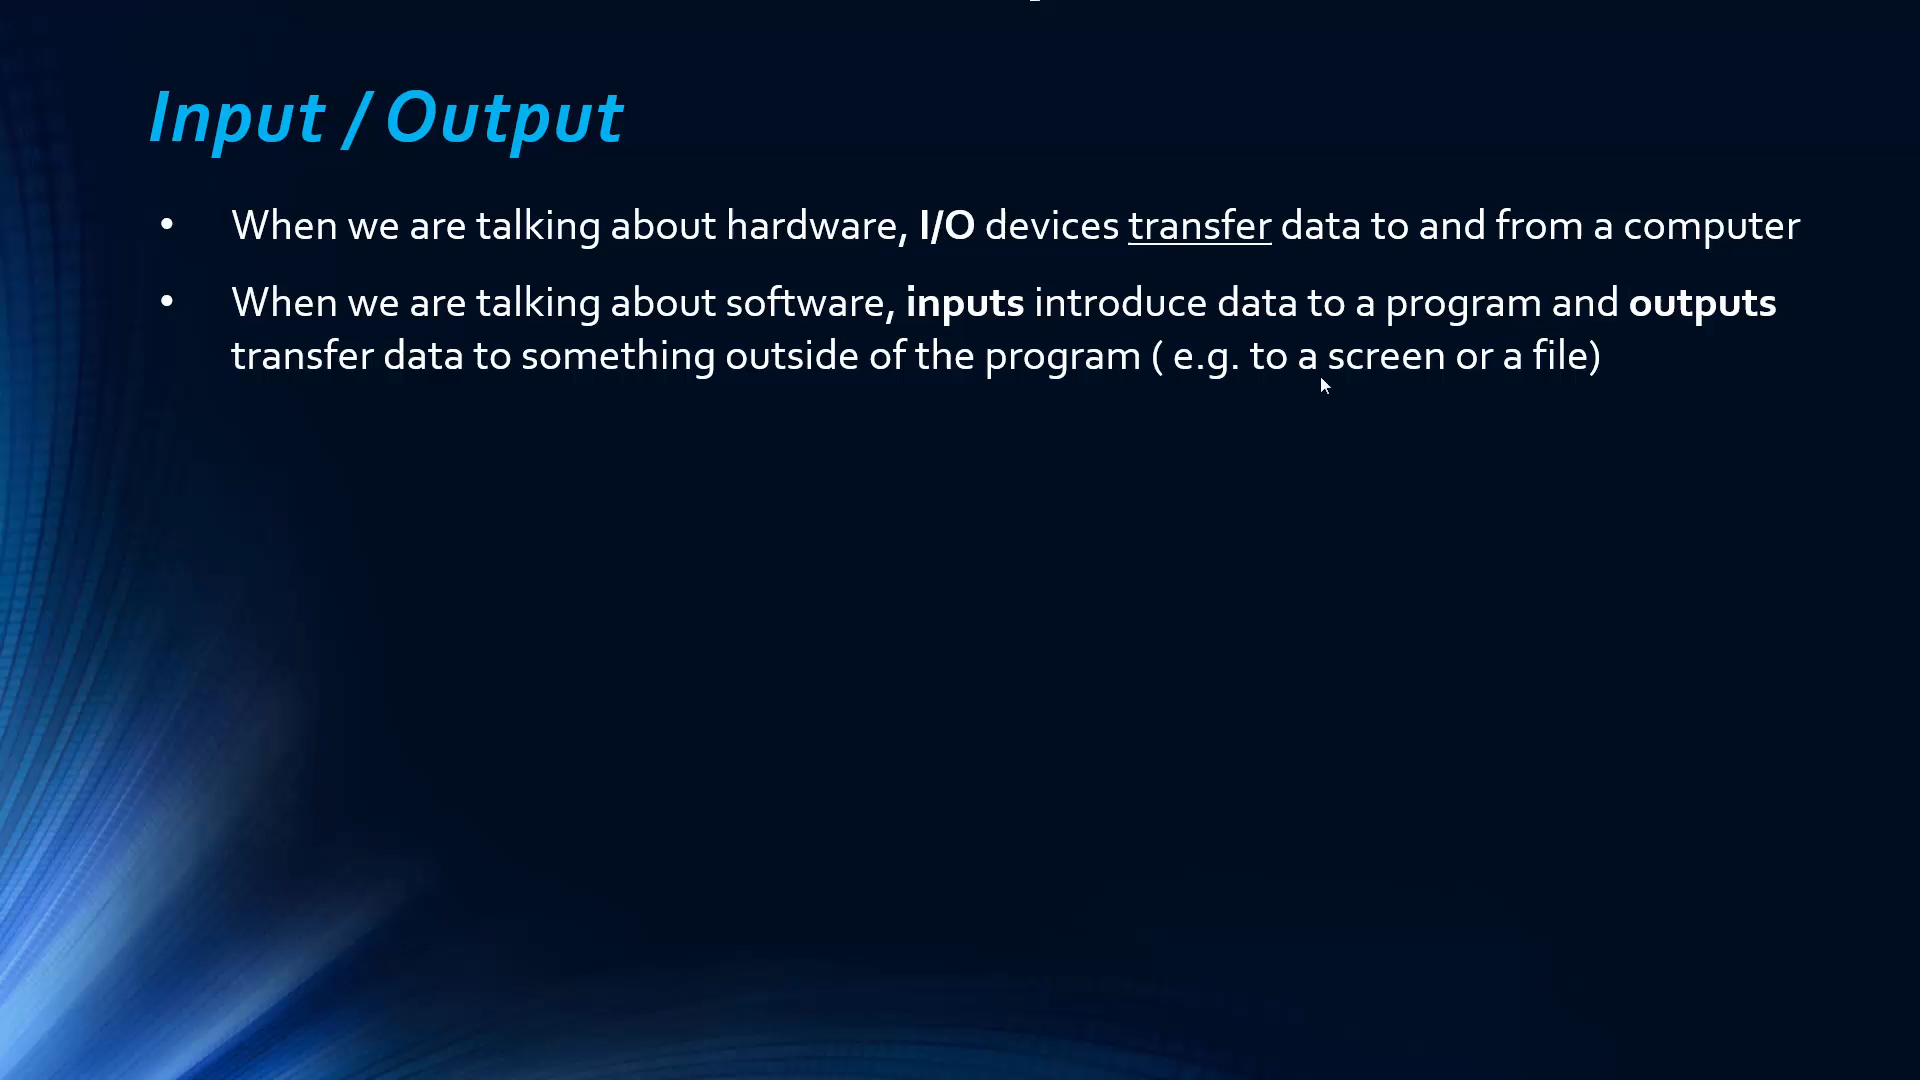 Input / Output
• When we are talking about hardware, I/O devices transfer data to and from a computer
• When we are talking about software, inputs introduce data to a program and outputs
transfer data to something outside of the program ( e.g. to a screen or a file)